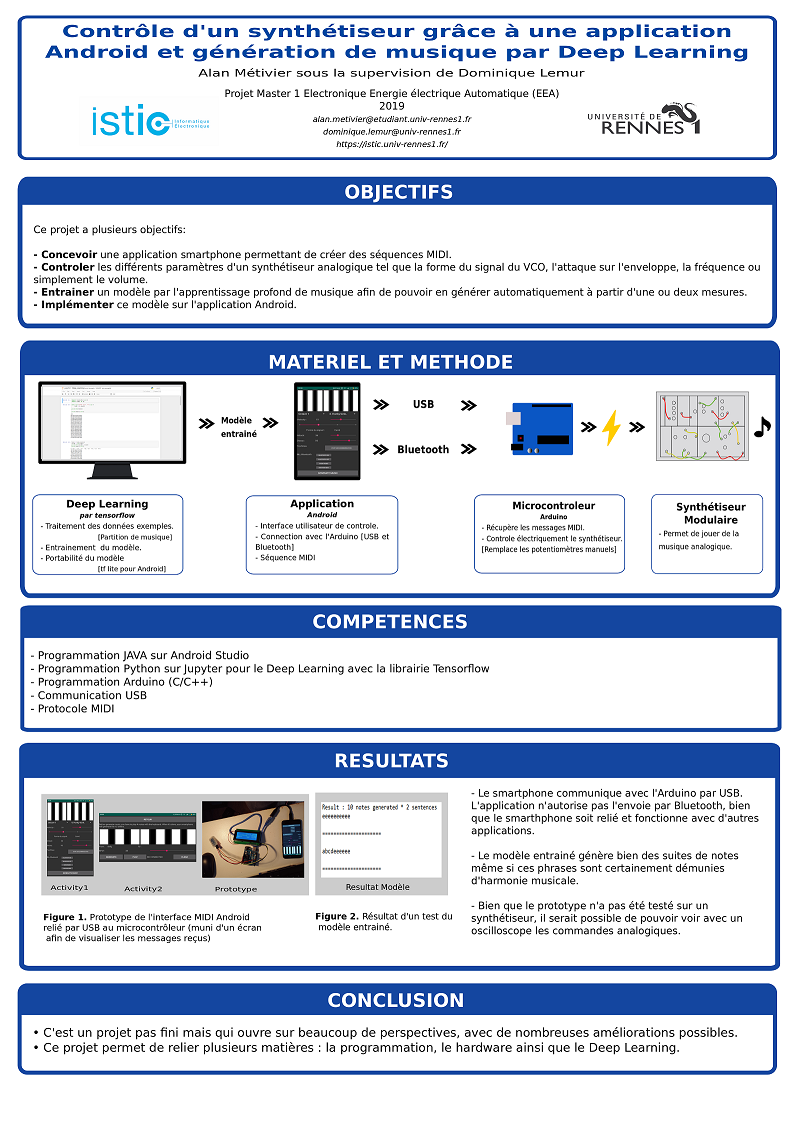 Contrôle d'un synthétiseur grâce à une application
Android et génération de musique par Deep Learning
Alan Métivier sous la supervision de Dominique Lemur
Projet Master 1 Electronique Energie électrique Automatique (EEA)
2019
alan.metivier@etudiant.univ-rennes1.fr
dominique.lemur@univ-rennes1.fr
https://istic.univ-rennes1.fr/
istic Informatique
Électronique
UNIVERSITÉ DE
RENNES 1
OBJECTIFS
Ce projet a plusieurs objectifs:
- Concevoir une application smartphone permettant de créer des séquences MIDI.
- Controler les différents paramètres d'un synthétiseur analogique tel que la forme du signal du VCO, l'attaque sur l'enveloppe, la fréquence ou
simplement le volume.
- Entrainer un modèle par l'apprentissage profond de musique afin de pouvoir en générer automatiquement à partir d'une ou deux mesures.
- Implémenter ce modèle sur l'application Android.
MATERIEL ET METHODE
Modèle
entrainé
USB
Bluetooth
Deep Learning
par tensorflow
- Traitement des données exemples.
[Partition de musique]
- Entrainement du modèle.
- Portabilité du modèle
[tf lite pour Android]
Application
Android
- Interface utilisateur de controle.
- Connection avec l'Arduino [USB et
Bluetooth]
- Séquence MIDI
Microcontroleur
Arduino
- Récupère les messages MIDI.
- Controle électriquement le synthétiseur.
[Remplace les potentiomètres manuels]
Synthétiseur
Modulaire
- Permet de jouer de la
musique analogique.
COMPETENCES
- Programmation JAVA sur Android Studio
- Programmation Python sur Jupyter pour le Deep Learning avec la librairie Tensorflow
- Programmation Arduino (C/C++)
- Communication USB
- Protocole MIDI
RESULTATS
Activity1
Activity2
Prototype
Result : 10 notes generated * 2 sentences
eeeeeeeeee
********************
abcdeeeeee
********************
Resultat Modèle
Figure 1. Prototype de l'interface MIDI Android
relié par USB au microcontrôleur (muni d'un écran
afin de visualiser les messages reçus)
Figure 2. Résultat d'un test du
modèle entrainé.
- Le smartphone communique avec l'Arduino par USB.
L'application n'autorise pas l'envoie par Bluetooth, bien
que le smarthphone soit relié et fonctionne avec d'autres
applications.
- Le modèle entrainé génère bien des suites de notes
même si ces phrases sont certainement démunies
d'harmonie musicale.
- Bien que le prototype n'a pas été testé sur un
synthétiseur, il serait possible de pouvoir voir avec un
oscilloscope les commandes analogiques.
CONCLUSION
• C'est un projet pas fini mais qui ouvre sur beaucoup de perspectives, avec de nombreuses améliorations possibles.
• Ce projet permet de relier plusieurs matières : la programmation, le hardware ainsi que le Deep Learning.